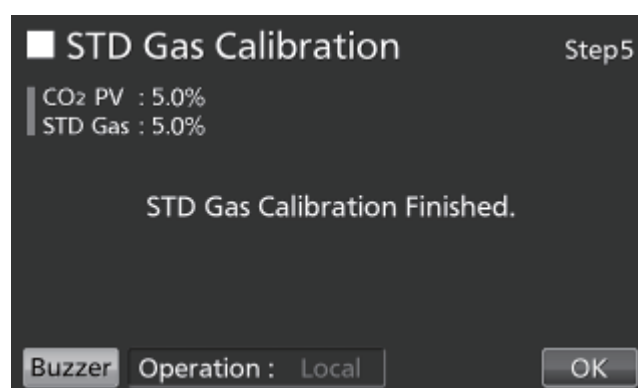 STD Gas Calibration Step5
CO₂ PV : 5.0%
STD Gas : 5.0%
STD Gas Calibration Finished.
Buzzer Operation : Local OK